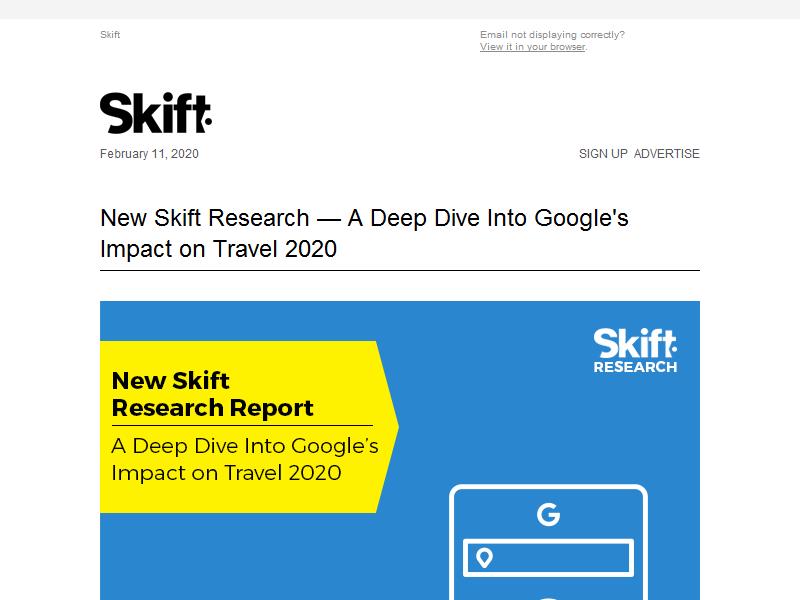 Skift
Email not displaying correctly?
View it in your browser.
Skift
February 11, 2020
SIGN UP ADVERTISE
New Skift Research — A Deep Dive Into Google's
Impact on Travel 2020
Skift
RESEARCH
New Skift
Research Report
A Deep Dive Into Google’s
Impact on Travel 2020
G